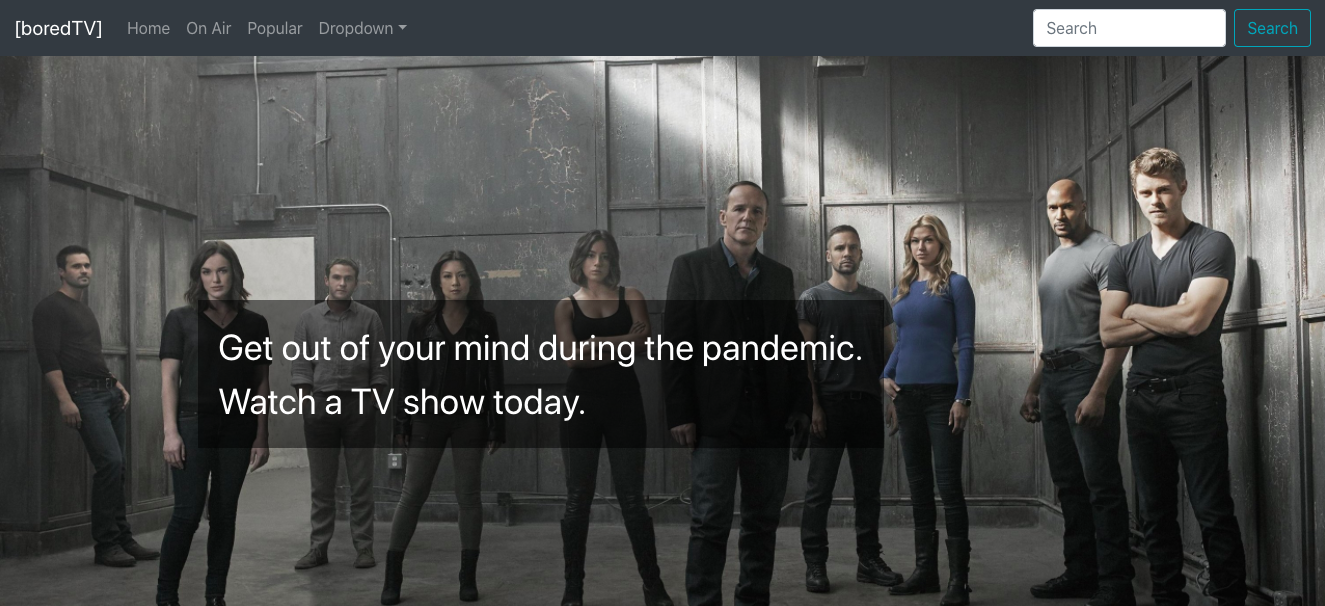 [boredTV] Home On Air Popular Dropdown Search Search
Get out of your mind during the pandemic.
Watch a TV show today.